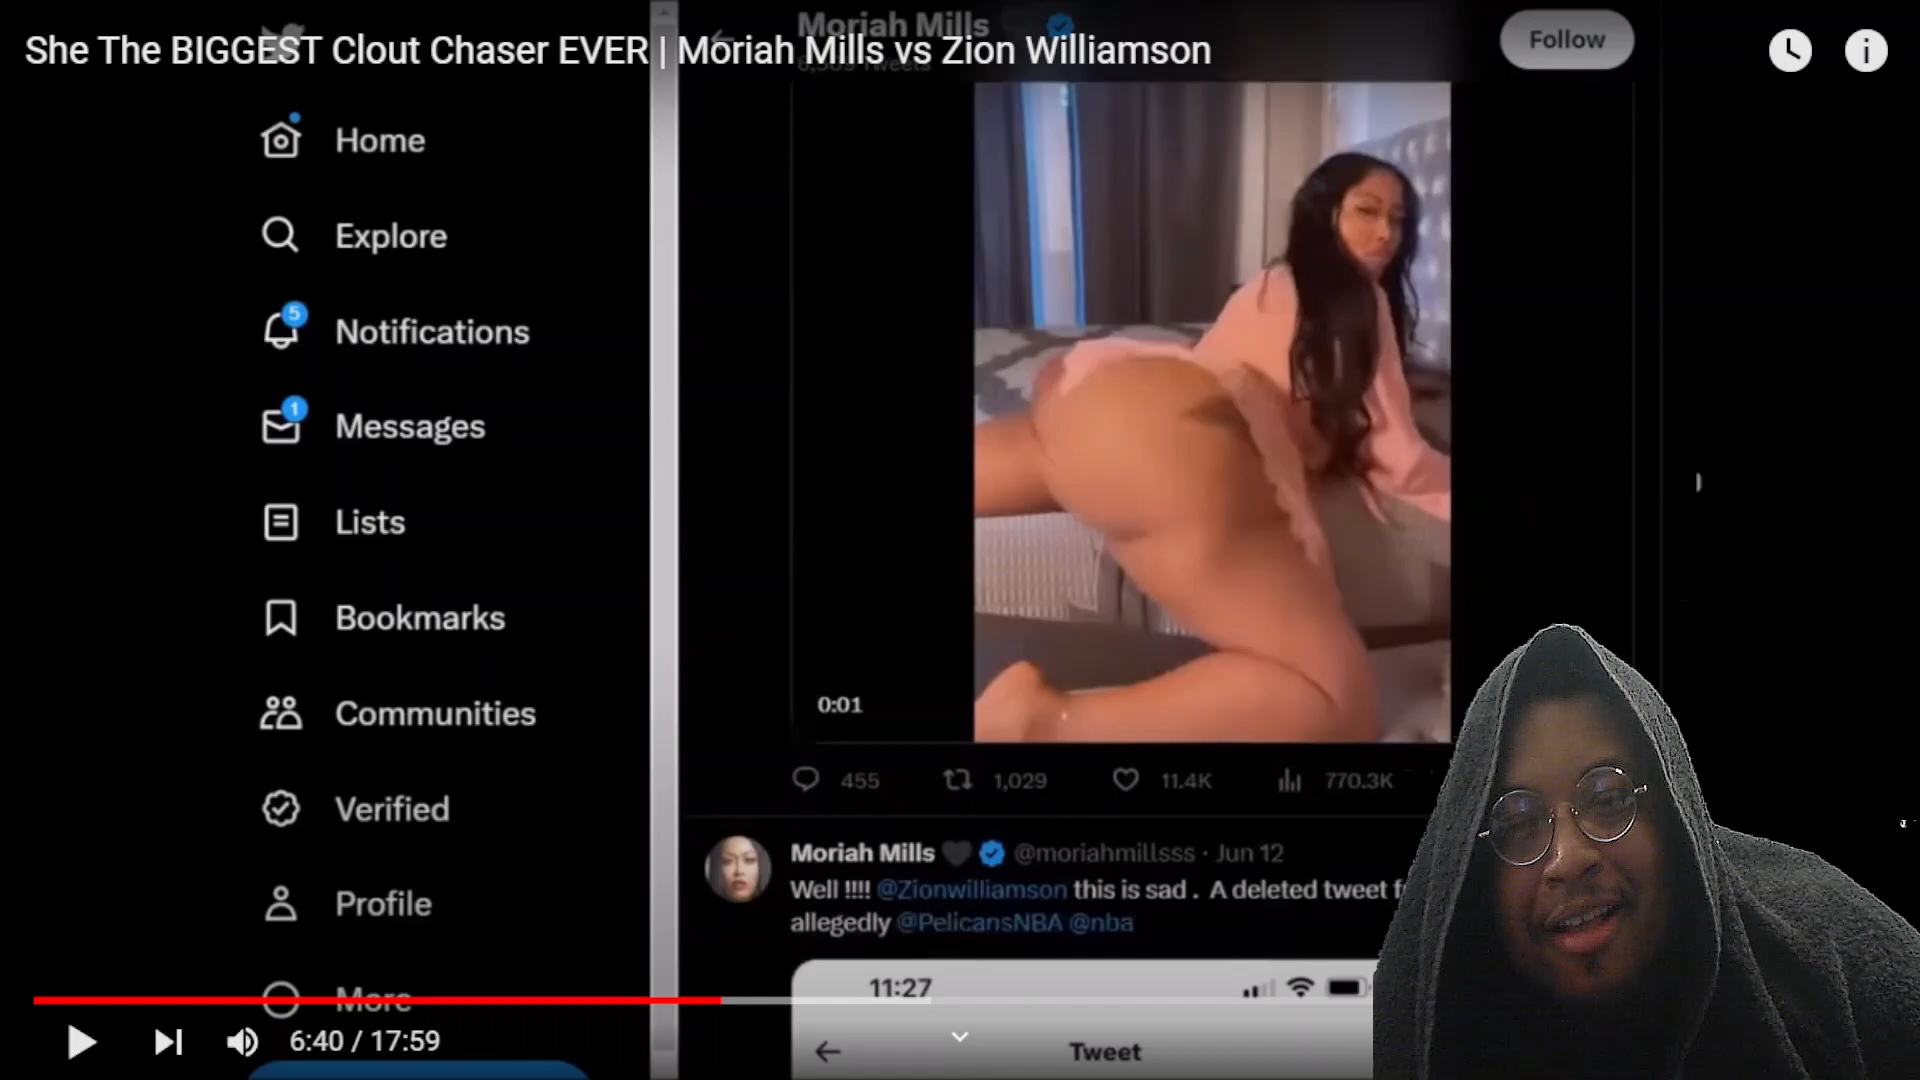 Moriah Mills
She The BIGGEST Clout Chaser EVER | Moriah Mills vs Zion Williamson
Follow
Tweets
Home
Explore
5
Notifications
1
Messages
Lists
Bookmarks
Communities
Verified
Profile
More
0:01
455 1,029 11.4K 770.3K
Moriah Mills @moriahmillsss · Jun 12
Well !!!! @Zionwilliamson this is sad . A deleted tweet
allegedly @PelicansNBA @nba
11:27
Tweet
6:40 / 17:59